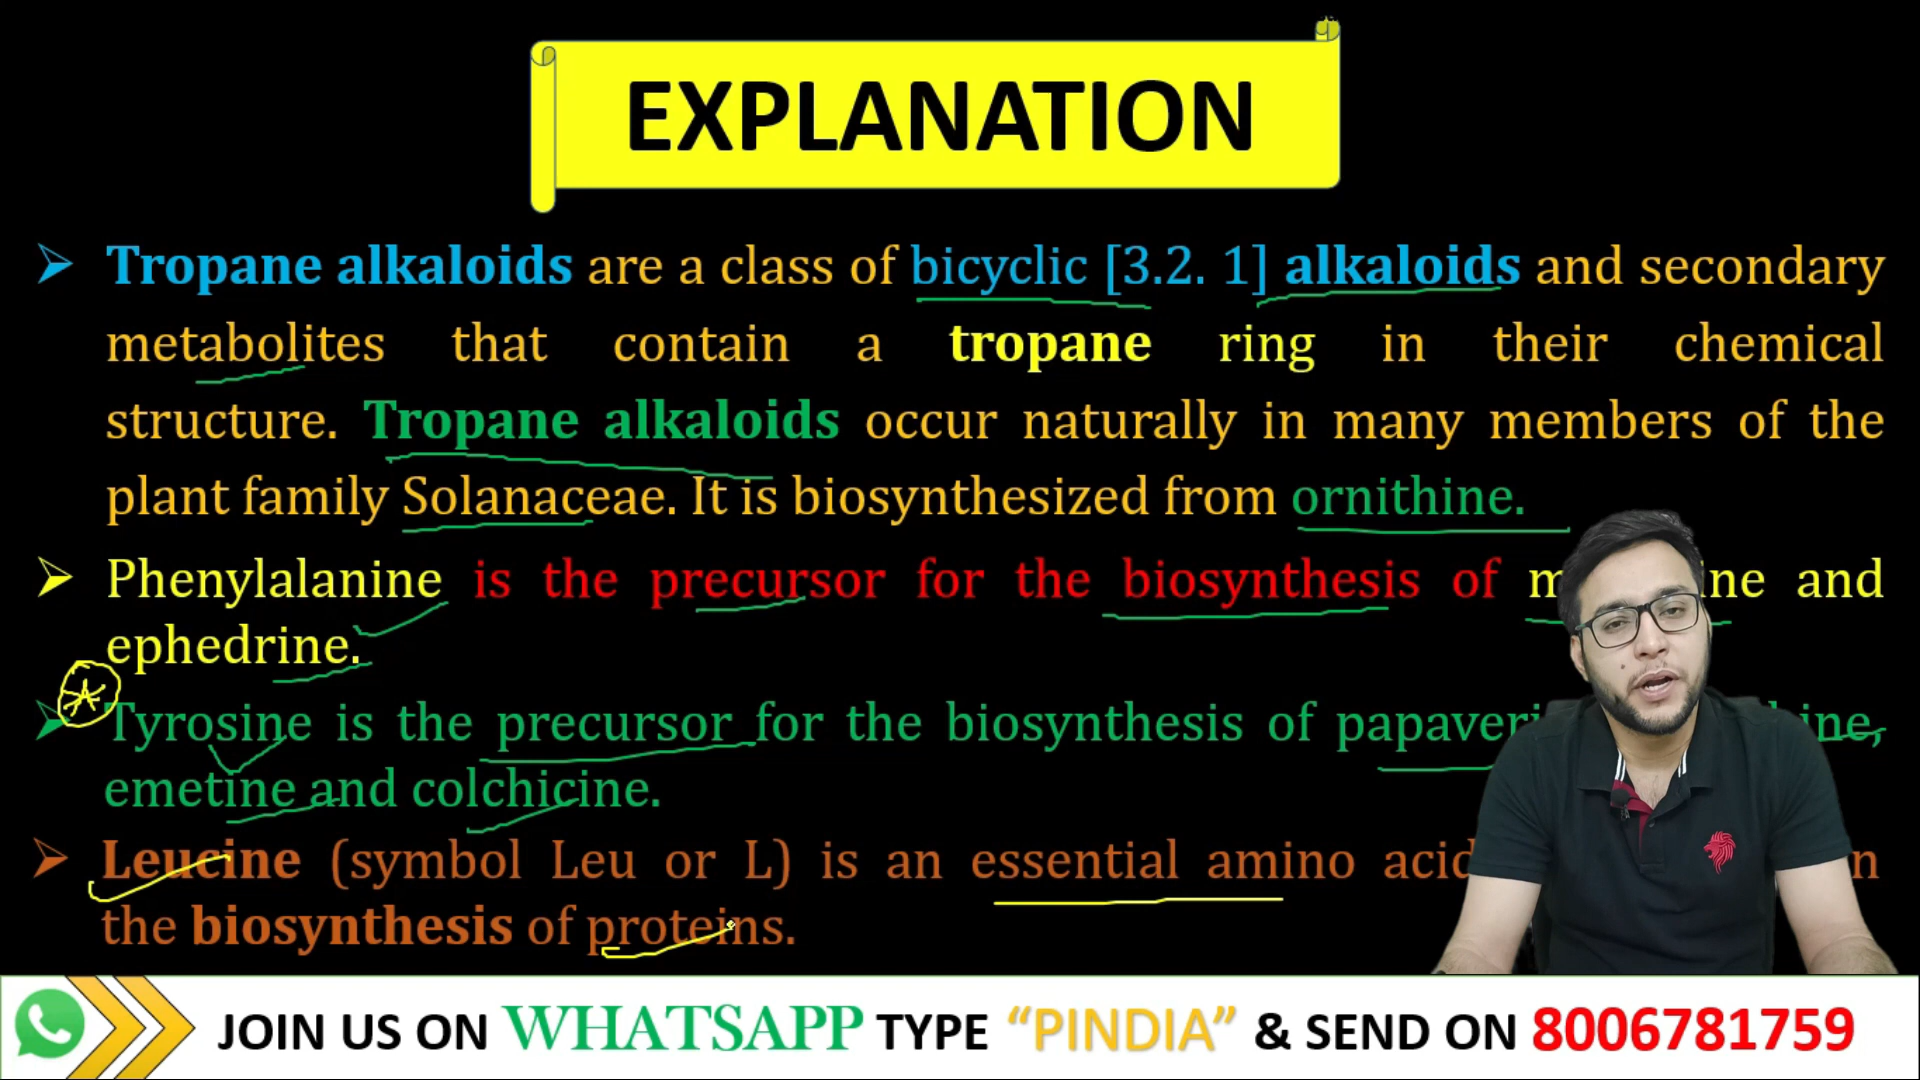 EXPLANATION
Tropane alkaloids are a class of bicyclic [3.2. 1] alkaloids and secondary
metabolites that contain a tropane ring in their chemical
structure. Tropane alkaloids occur naturally in many members of the
plant family Solanaceae. It is biosynthesized from ornithine.
Phenylalanine is the precursor for the biosynthesis of and
ephedrine.
Tyrosine is the precursor for the biosynthesis of
emetine and colchicine.
Leucine (symbol Leu or L) is an essential amino acid
the biosynthesis of proteins.
JOIN US ON WHATSAPP TYPE “PINDIA” & SEND ON 8006781759